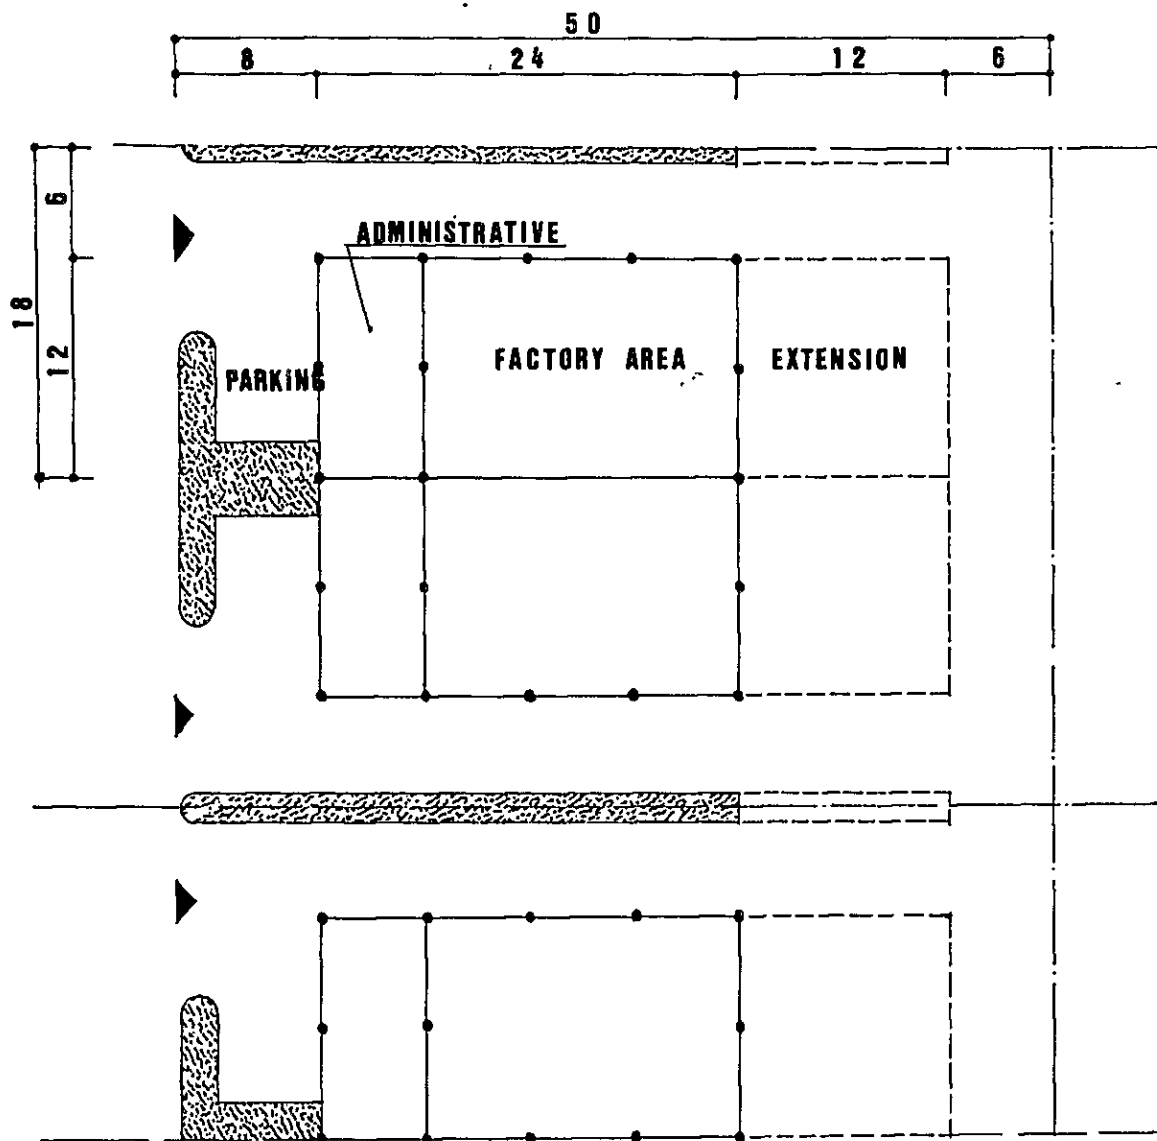 50
8 24 12 6
6
ADMINISTRATIVE
18
12
FACTORY AREA EXTENSION
PARKING